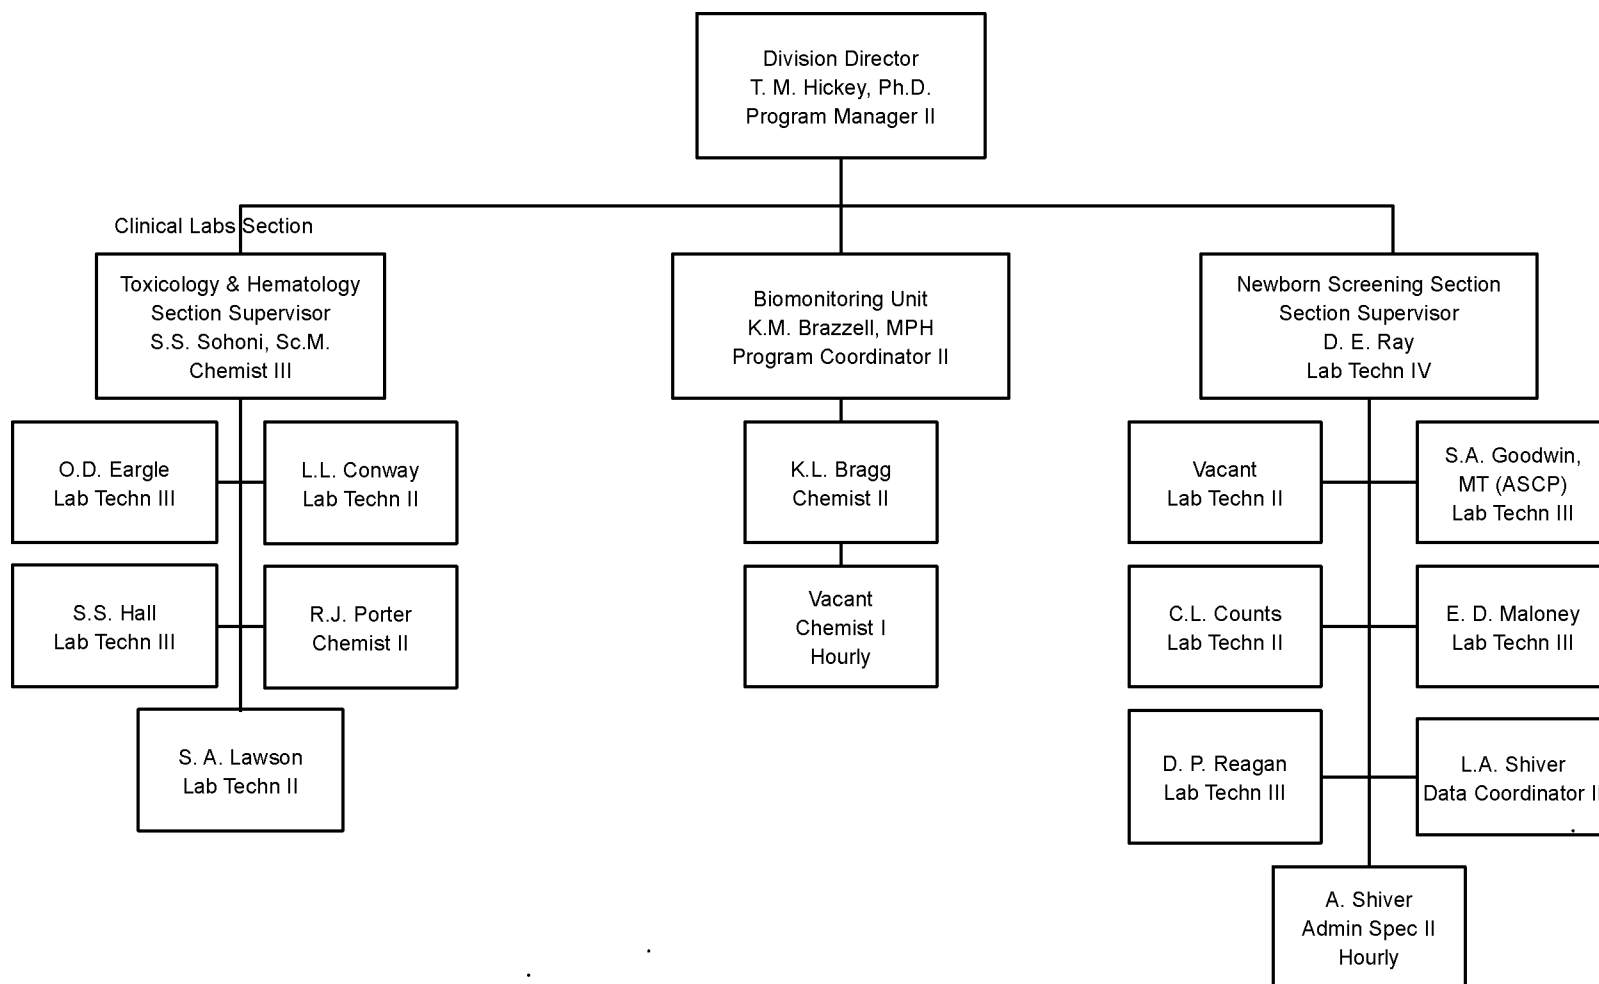 Division Director
T. M. Hickey, Ph.D.
Program Manager II
Clinical Labs Section
Toxicology & Hematology
Section Supervisor
S.S. Sohoni, Sc.M.
Chemist III
Biomonitoring Unit
K.M. Brazzell, MPH
Program Coordinator II
Newborn Screening Section
Section Supervisor
D. E. Ray
Lab Techn IV
O.D. Eargle
Lab Techn III
L.L. Conway
Lab Techn II
K.L. Bragg
Chemist II
Vacant
Lab Techn II
S.A. Goodwin,
MT (ASCP)
Lab Techn III
S.S. Hall
Lab Techn III
R.J. Porter
Chemist II
Vacant
Chemist I
Hourly
C.L. Counts
Lab Techn II
E. D. Maloney
Lab Techn III
S. A. Lawson
Lab Techn II
D. P. Reagan
Lab Techn III
L.A. Shiver
Data Coordinator II
A. Shiver
Admin Spec II
Hourly